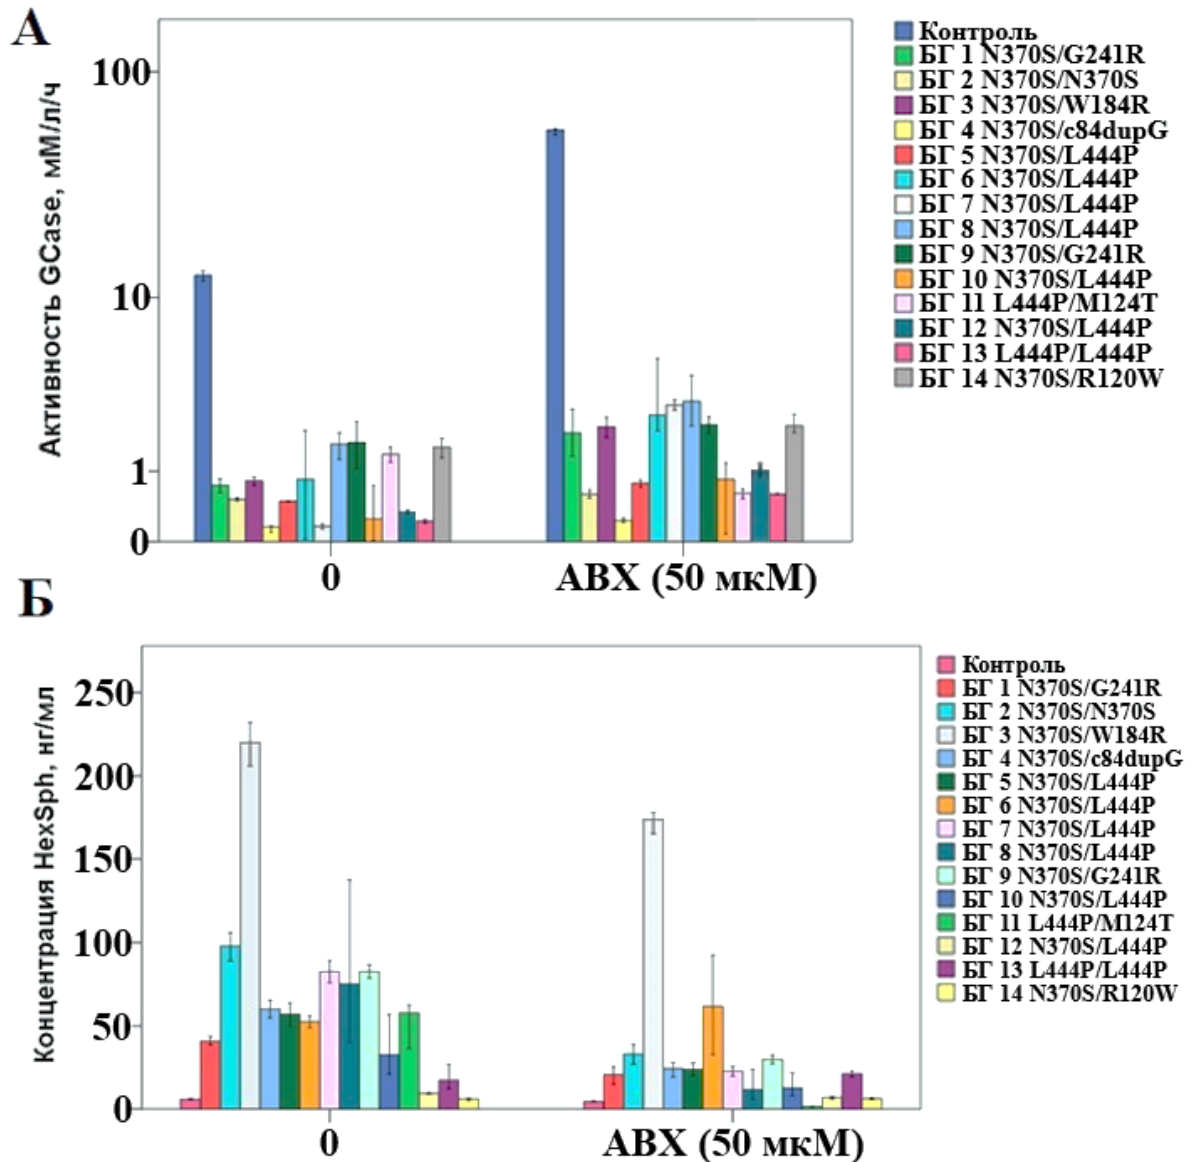 А
Активность GCase, мМ/л/ч
100
10
1
0
0
АВХ (50 мкМ)
Контроль
БГ 1 N370S/G241R
БГ 2 N370S/N370S
БГ 3 N370S/W184R
БГ 4 N370S/c84dupG
БГ 5 N370S/L444P
БГ 6 N370S/L444P
БГ 7 N370S/L444P
БГ 8 N370S/L444P
БГ 9 N370S/G241R
БГ 10 N370S/L444P
БГ 11 L444P/M124T
БГ 12 N370S/L444P
БГ 13 L444P/L444P
БГ 14 N370S/R120W
Б
Концентрация HexSph, нг/мл
250
200
150
100
50
0
0
АВХ (50 мкМ)
Контроль
БГ 1 N370S/G241R
БГ 2 N370S/N370S
БГ 3 N370S/W184R
БГ 4 N370S/c84dupG
БГ 5 N370S/L444P
БГ 6 N370S/L444P
БГ 7 N370S/L444P
БГ 8 N370S/L444P
БГ 9 N370S/G241R
БГ 10 N370S/L444P
БГ 11 L444P/M124T
БГ 12 N370S/L444P
БГ 13 L444P/L444P
БГ 14 N370S/R120W